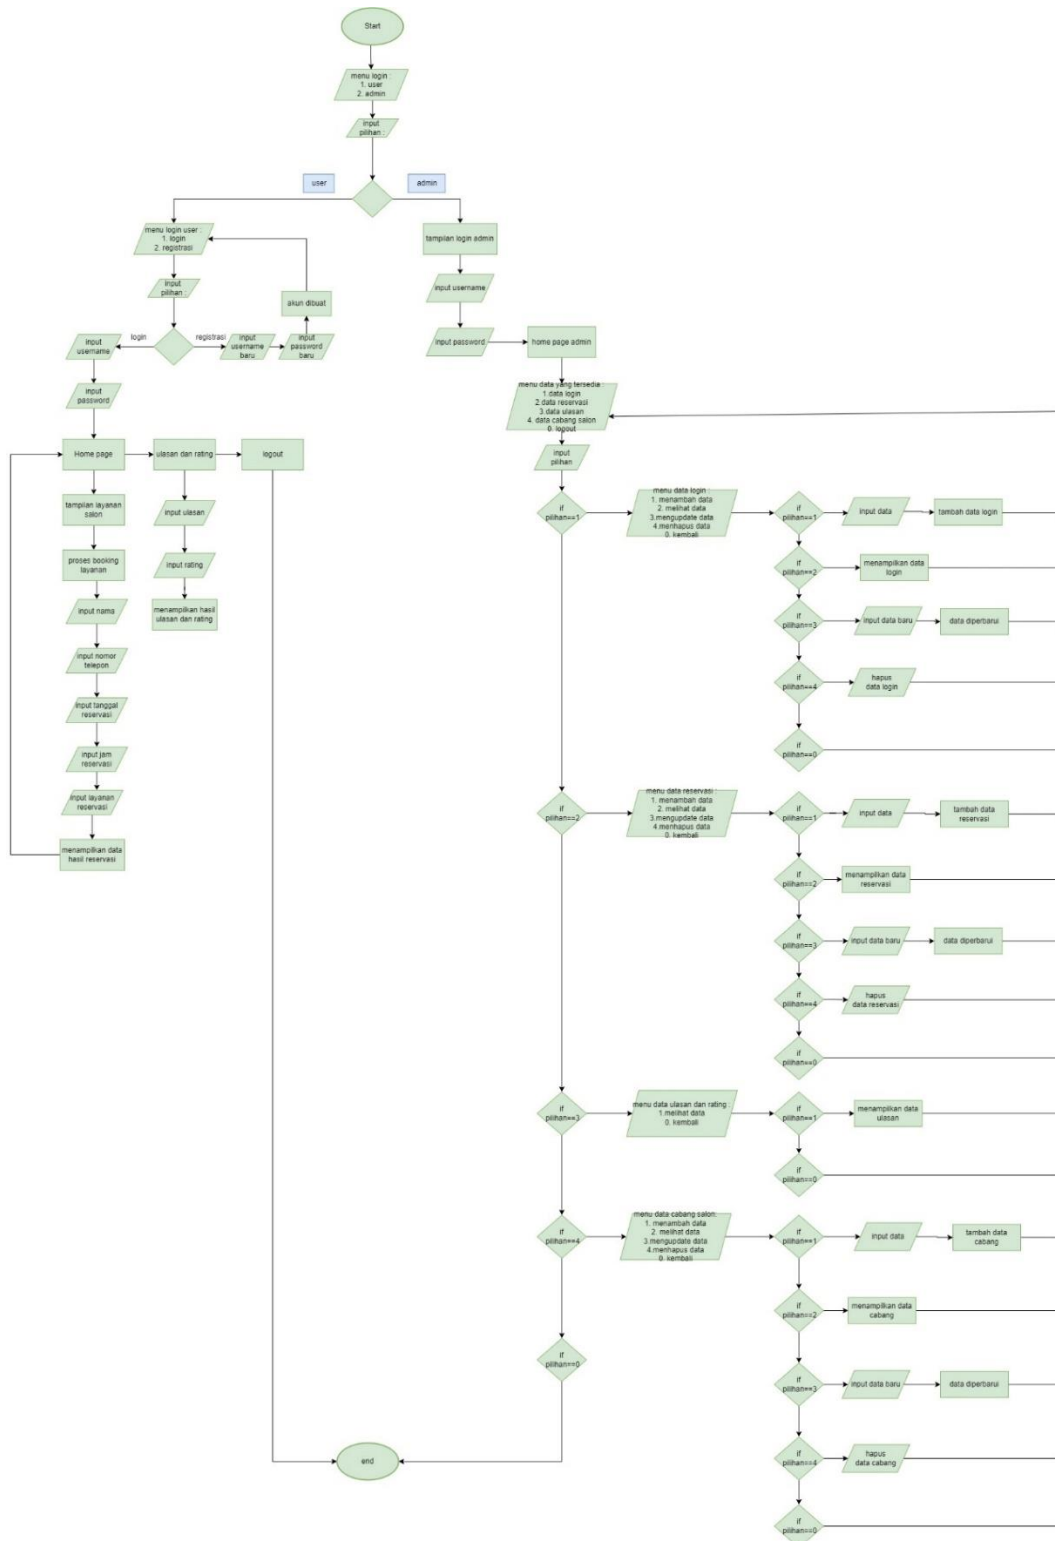 Start
menu login :
1. user
2. admin
input
pilihan :
user
admin
menu login user :
1. login
2. registrasi
tampilan login admin
input
pilihan :
akun dibuat
input username
login
registrasi
input
username
input
username
baru
input
password
baru
input password
home page admin
input
password
menu data yang tersedia :
1.data login
2.data reservasi
3. data ulasan
4. data cabang salon
0. logout
Home page
ulasan dan rating
logout
input
pilihan
tampilan layanan
salon
input ulasan
if
pilihan==1
menu data login :
1. menambah data
2. melihat data
3.mengupdate data
4.menhapus data
0. kembali
if
pilihan==1
input data
tambah data login
proses booking
layanan
input rating
if
pilihan==2
menampilkan data
login
input nama
menampilkan hasil
ulasan dan rating
if
pilihan==3
input data baru
data diperbarui
input nomor
telepon
if
pilihan==4
hapus
data login
input tanggal
reservasi
if
pilihan==0
input jam
reservasi
input layanan
reservasi
menampilkan data
hasil reservasi
if
pilihan==2
menu data reservasi :
1. menambah data
2. melihat data
3.mengupdate data
4.menhapus data
0. kembali
if
pilihan==1
input data
tambah data
reservasi
if
pilihan==2
menampilkan data
reservasi
if
pilihan==3
input data baru
data diperbarui
if
pilihan==4
hapus
data reservasi
if
pilihan==0
if
pilihan==3
menu data ulasan dan rating :
1.melihat data
0. kembali
if
pilihan==1
menampilkan data
ulasan
if
pilihan==0
if
pilihan==4
menu data cabang salon:
1. menambah data
2. melihat data
3.mengupdate data
4.menhapus data
0. kembali
if
pilihan==1
input data
tambah data
cabang
if
pilihan==2
menampilkan data
cabang
if
pilihan==0
if
pilihan==3
input data baru
data diperbarui
end
if
pilihan==4
hapus
data cabang
if
pilihan==0